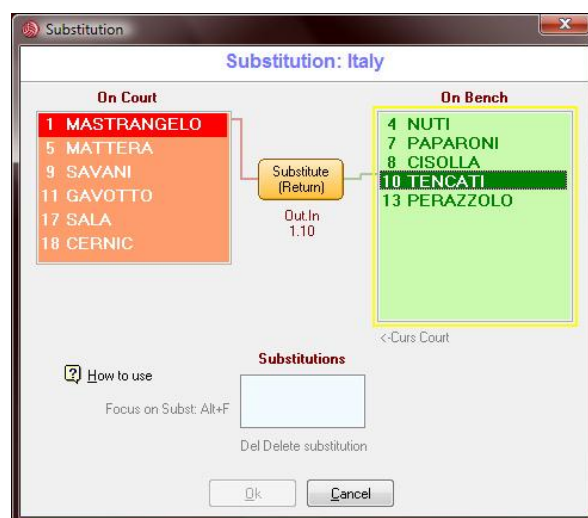 Substitution
Substitution: Italy
On Court
On Bench
1 MASTRANGELO
5 MATTERA
9 SAVANI
11 GAVOTTO
17 SALA
18 CERNIC
4 NUTI
7 PAPARONI
8 CISOLLA
10 TENCATI
13 PERAZZOLO
Substitute
(Return)
Out.In
1.10
<-Curs Court
Substitutions
? How to use
Focus on Subst: Alt+F
Del Delete substitution
Ok
Cancel